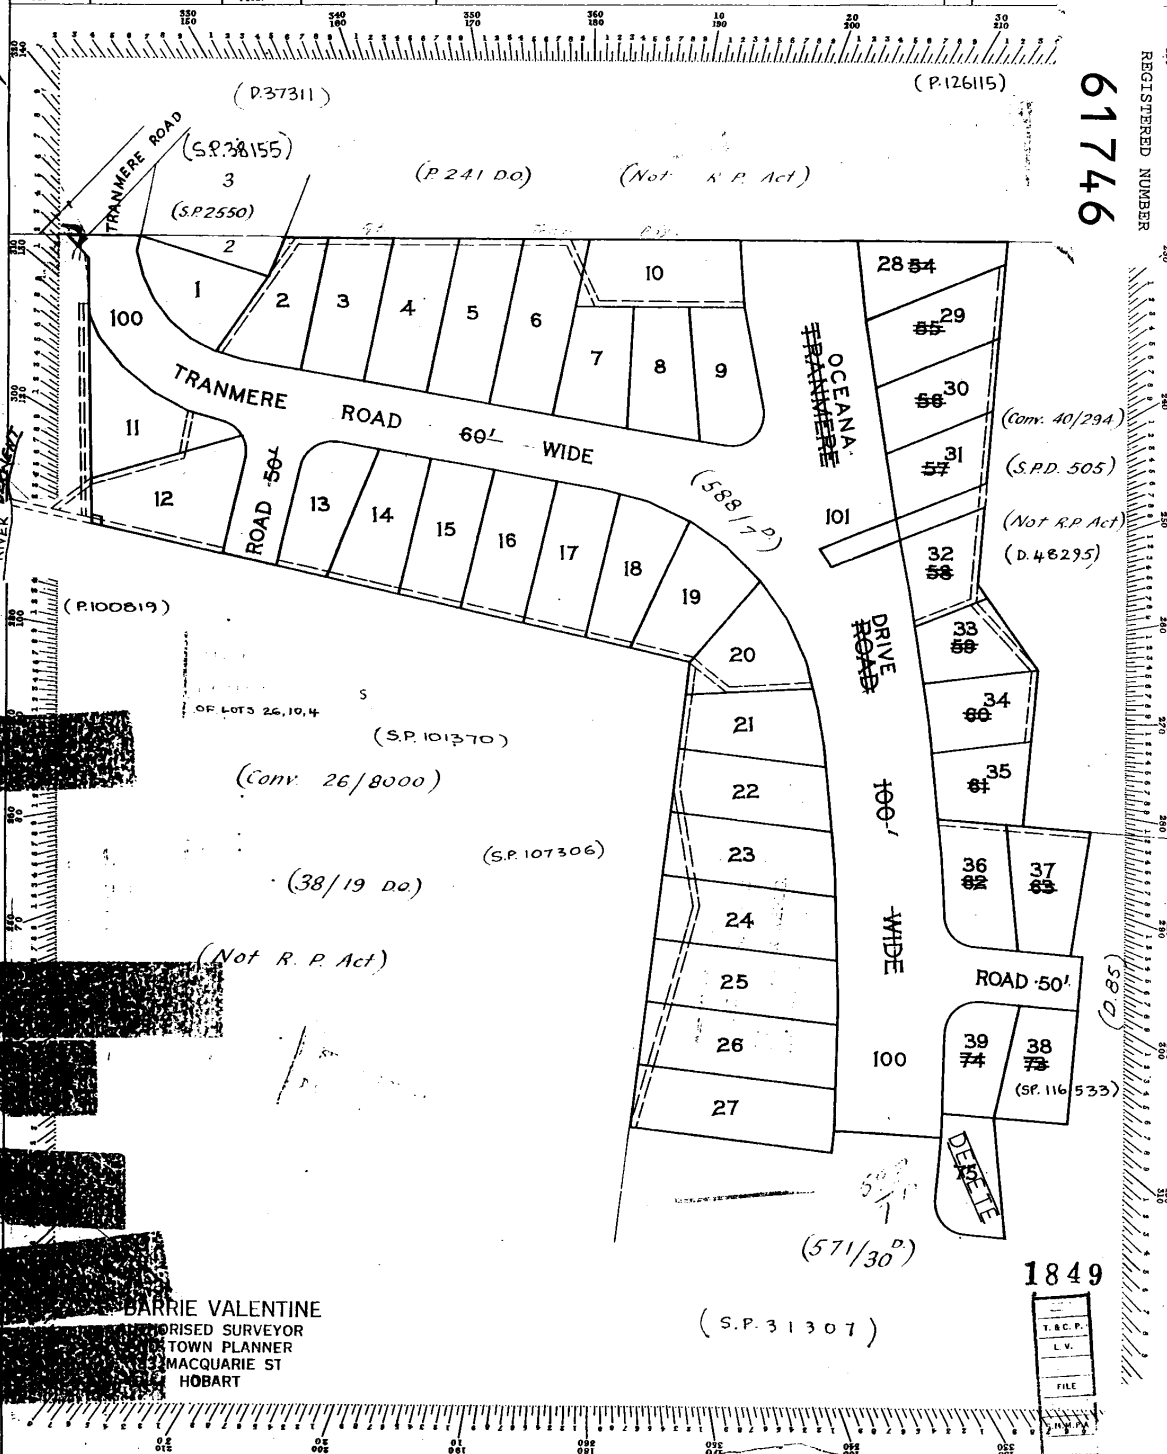 REGISTERED NUMBER
61746
(D.37311)
(P.126115)
TRANMERE ROAD
(S.P.38155)
3
(S.P.2550)
2
(P.241 D.O.)
(Not R.P. Act)
1
2
3
4
5
6
7
8
9
10
28 54
55 29
56 30
57 31
32
58
33
59
34
60
35
61
36
62
37
63
100
TRANMERE ROAD 60' WIDE
11
12
ROAD 50'
13
14
15
16
17
18
19
20
21
22
23
24
25
26
27
(588/7 D.)
OCEANA
TRANMERE
101
DRIVE
ROAD
100'
WIDE
100
(Conv. 40/294)
(S.P.D. 505)
(Not R.P Act)
(D.48295)
RIVER DERWENT
(P.100819)
S
OF LOTS 26,10,4
(S.P.101370)
(Conv. 26/8000)
(S.P.107306)
(38/19 D.O.)
(Not R. P. Act)
ROAD 50'
(D.85)
39
74
38
73
(SP. 116533)
DELETE
75
(571/30 D.)
(S.P.31307)
1849
T. & C. P.
L. V.
FILE
BARRIE VALENTINE
AUTHORISED SURVEYOR
TOWN PLANNER
MACQUARIE ST
HOBART